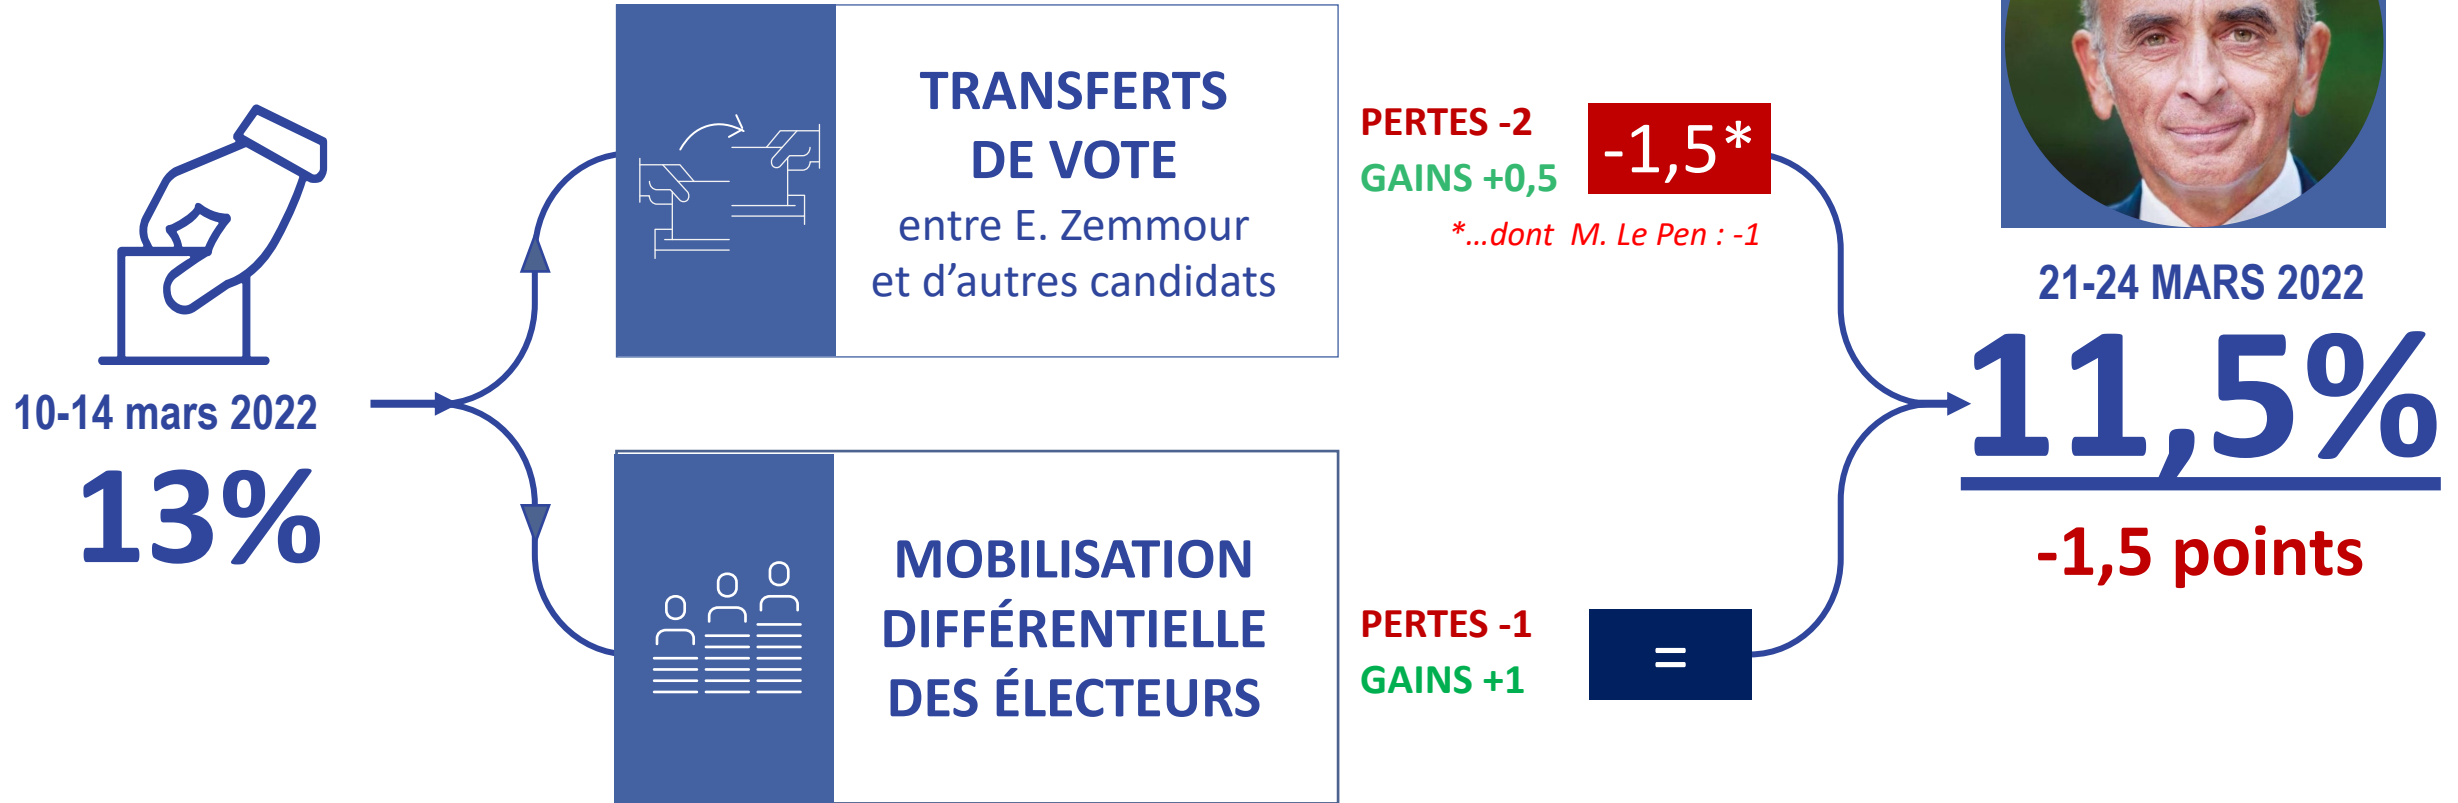 10-14 mars 2022
13%
TRANSFERTS
DE VOTE
entre E. Zemmour
et d’autres candidats
PERTES -2
GAINS +0,5
-1,5*
*...dont M. Le Pen : -1
MOBILISATION
DIFFÉRENTIELLE
DES ÉLECTEURS
PERTES -1
GAINS +1
=
21-24 MARS 2022
11,5%
-1,5 points